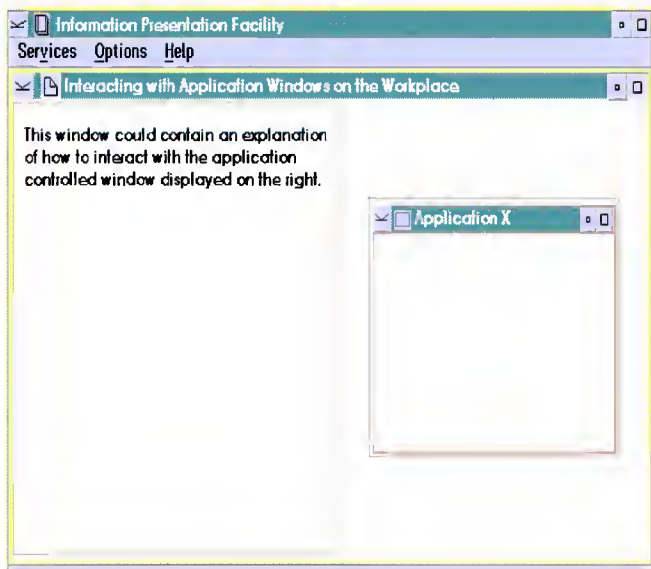 Information Presentation Facility
Services Options Help
Interacting with Application Windows on the Workplace
This window could contain an explanation
of how to interact with the application
controlled window displayed on the right.
Application X